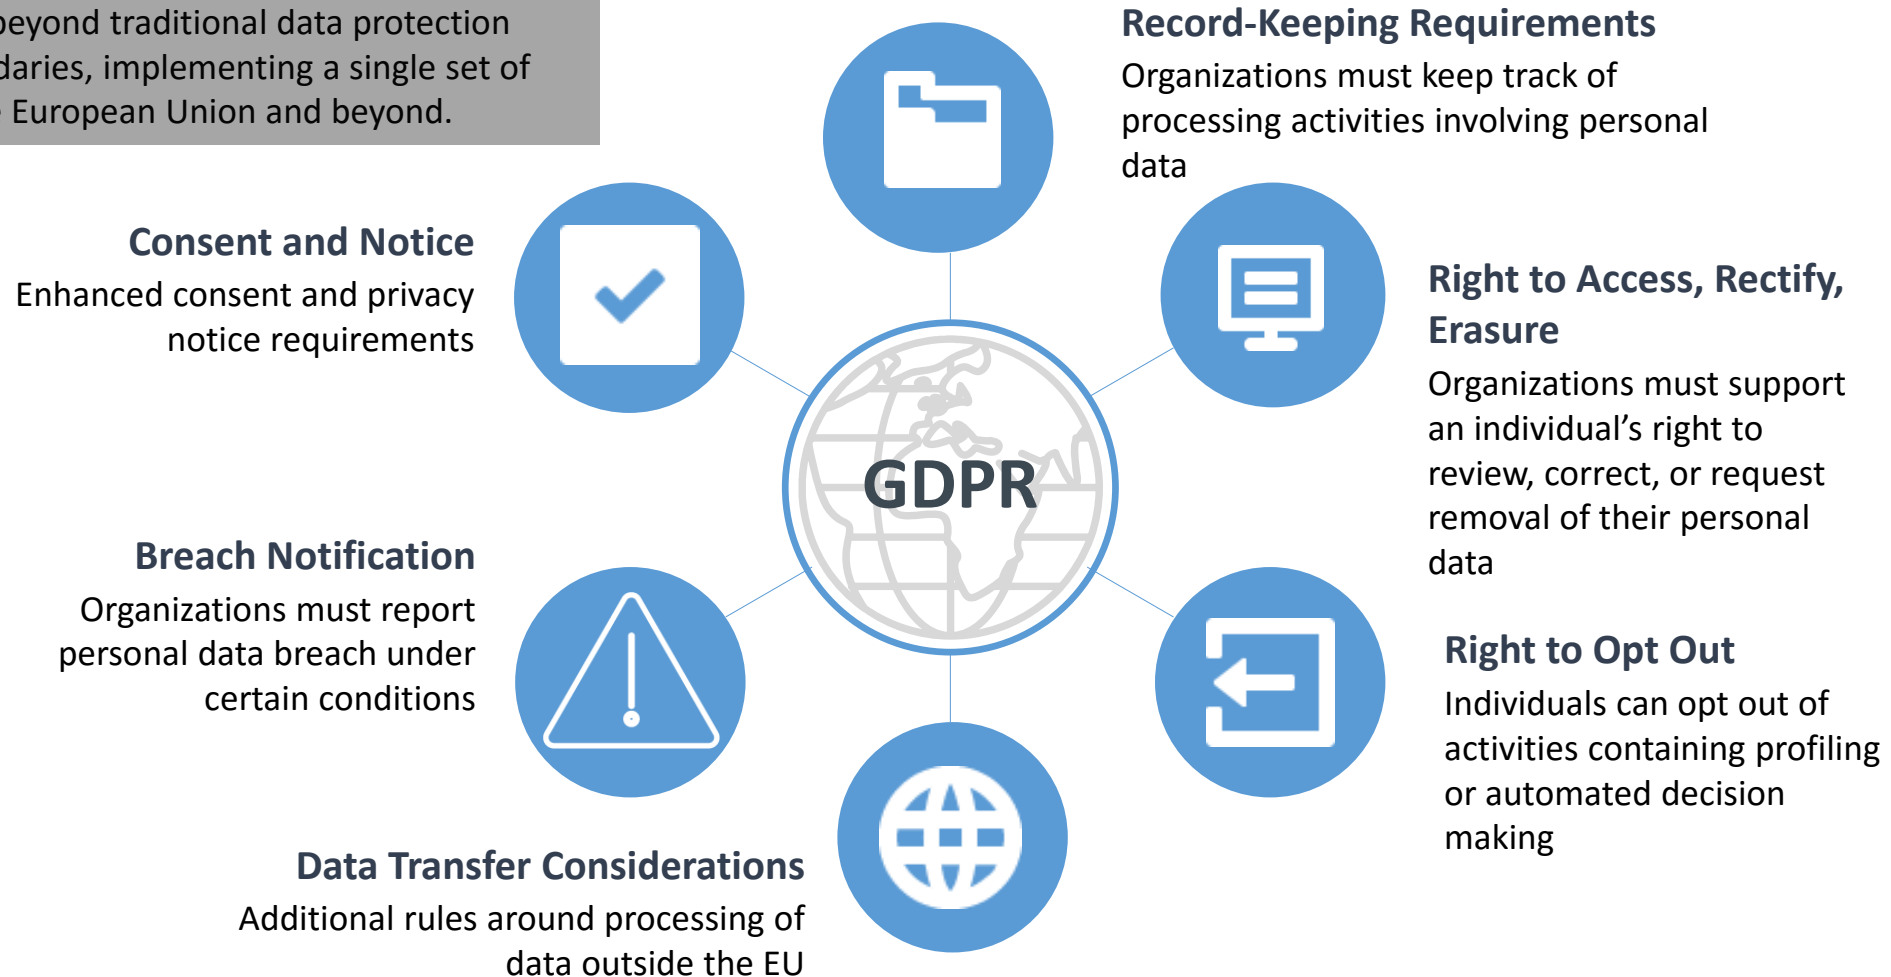 beyond traditional data protection
daries, implementing a single set of
European Union and beyond.
Record-Keeping Requirements
Organizations must keep track of
processing activities involving personal
data
Consent and Notice
Enhanced consent and privacy
notice requirements
Right to Access, Rectify,
Erasure
Organizations must support
an individual’s right to
review, correct, or request
removal of their personal
data
GDPR
Breach Notification
Organizations must report
personal data breach under
certain conditions
Right to Opt Out
Individuals can opt out of
activities containing profiling
or automated decision
making
Data Transfer Considerations
Additional rules around processing of
data outside the EU